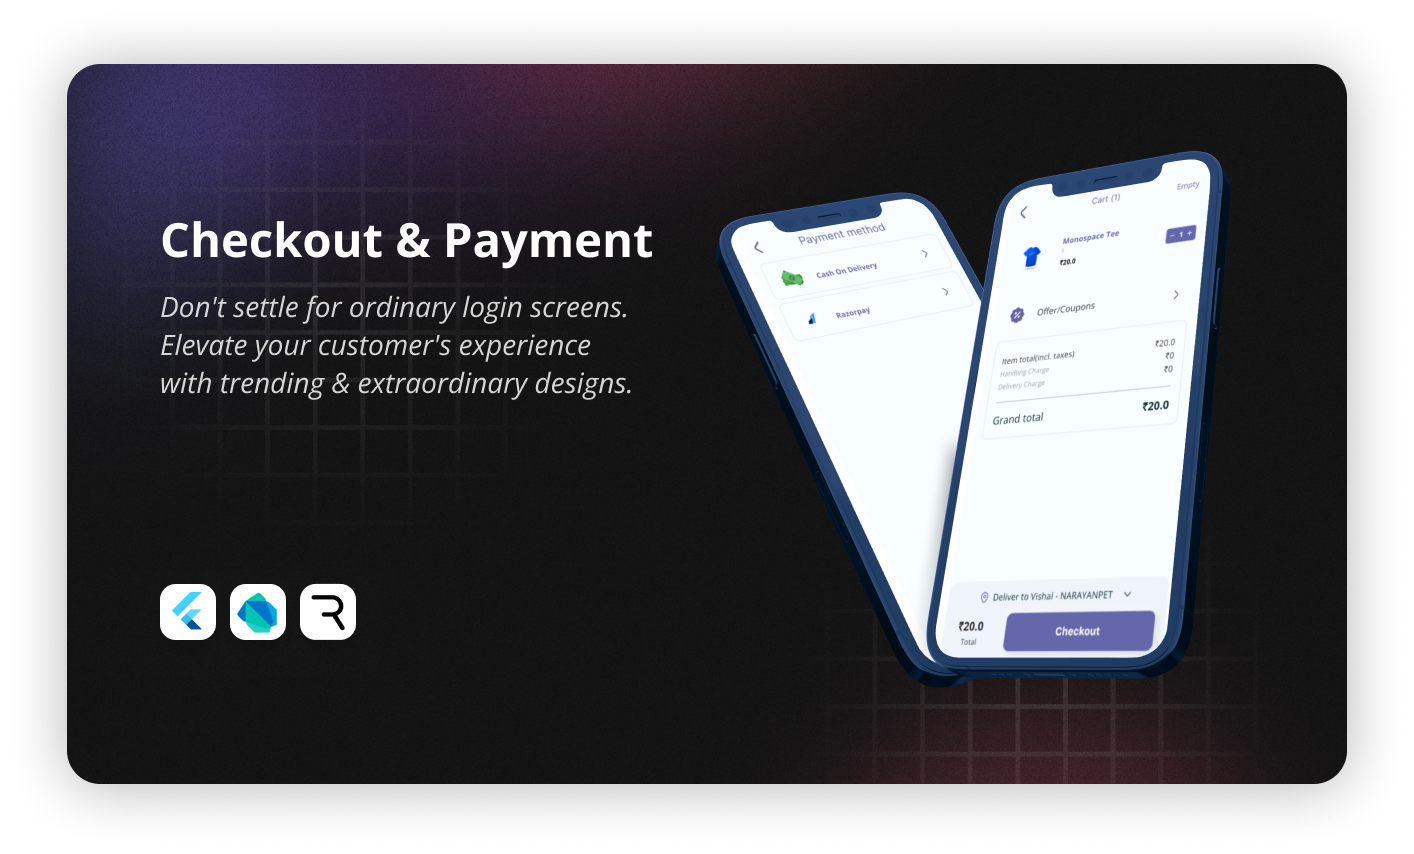 Checkout & Payment
Don't settle for ordinary login screens.
Elevate your customer's experience
with trending & extraordinary designs.
Payment method
Cash On Delivery
Razorpay
Cart (1)
Empty
Monospace Tee
₹20.0
− 1 +
Offer/Coupons
Item total(incl. taxes) ₹20.0
Handling Charge ₹0
Delivery Charge ₹0
Grand total ₹20.0
Deliver to Vishal - NARAYANPET
₹20.0
Total
Checkout